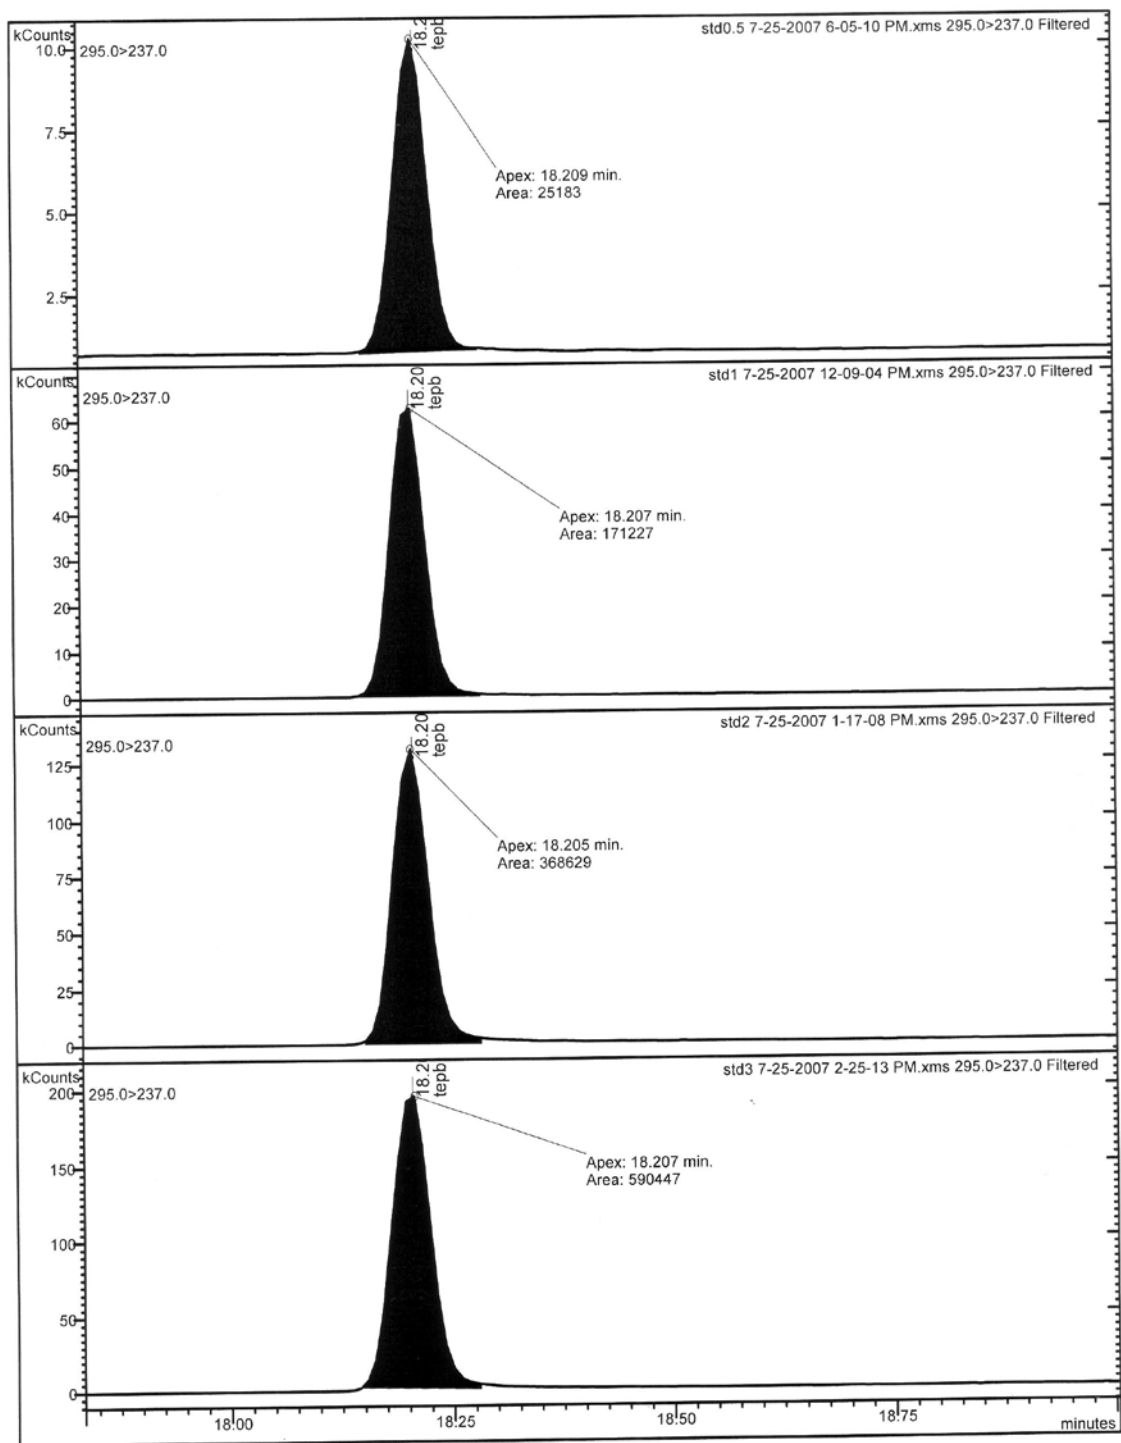 std0.5 7-25-2007 6-05-10 PM.xms 295.0>237.0 Filtered
kCounts
295.0>237.0
18.2
tepb
10.0
7.5
5.0
2.5
Apex: 18.209 min.
Area: 25183
std1 7-25-2007 12-09-04 PM.xms 295.0>237.0 Filtered
kCounts
295.0>237.0
18.20
tepb
60
50
40
30
20
10
0
Apex: 18.207 min.
Area: 171227
std2 7-25-2007 1-17-08 PM.xms 295.0>237.0 Filtered
kCounts
295.0>237.0
18.20
tepb
125
100
75
50
25
0
Apex: 18.205 min.
Area: 368629
std3 7-25-2007 2-25-13 PM.xms 295.0>237.0 Filtered
kCounts
295.0>237.0
18.2
tepb
200
150
100
50
0
Apex: 18.207 min.
Area: 590447
18.00
18.25
18.50
18.75
minutes